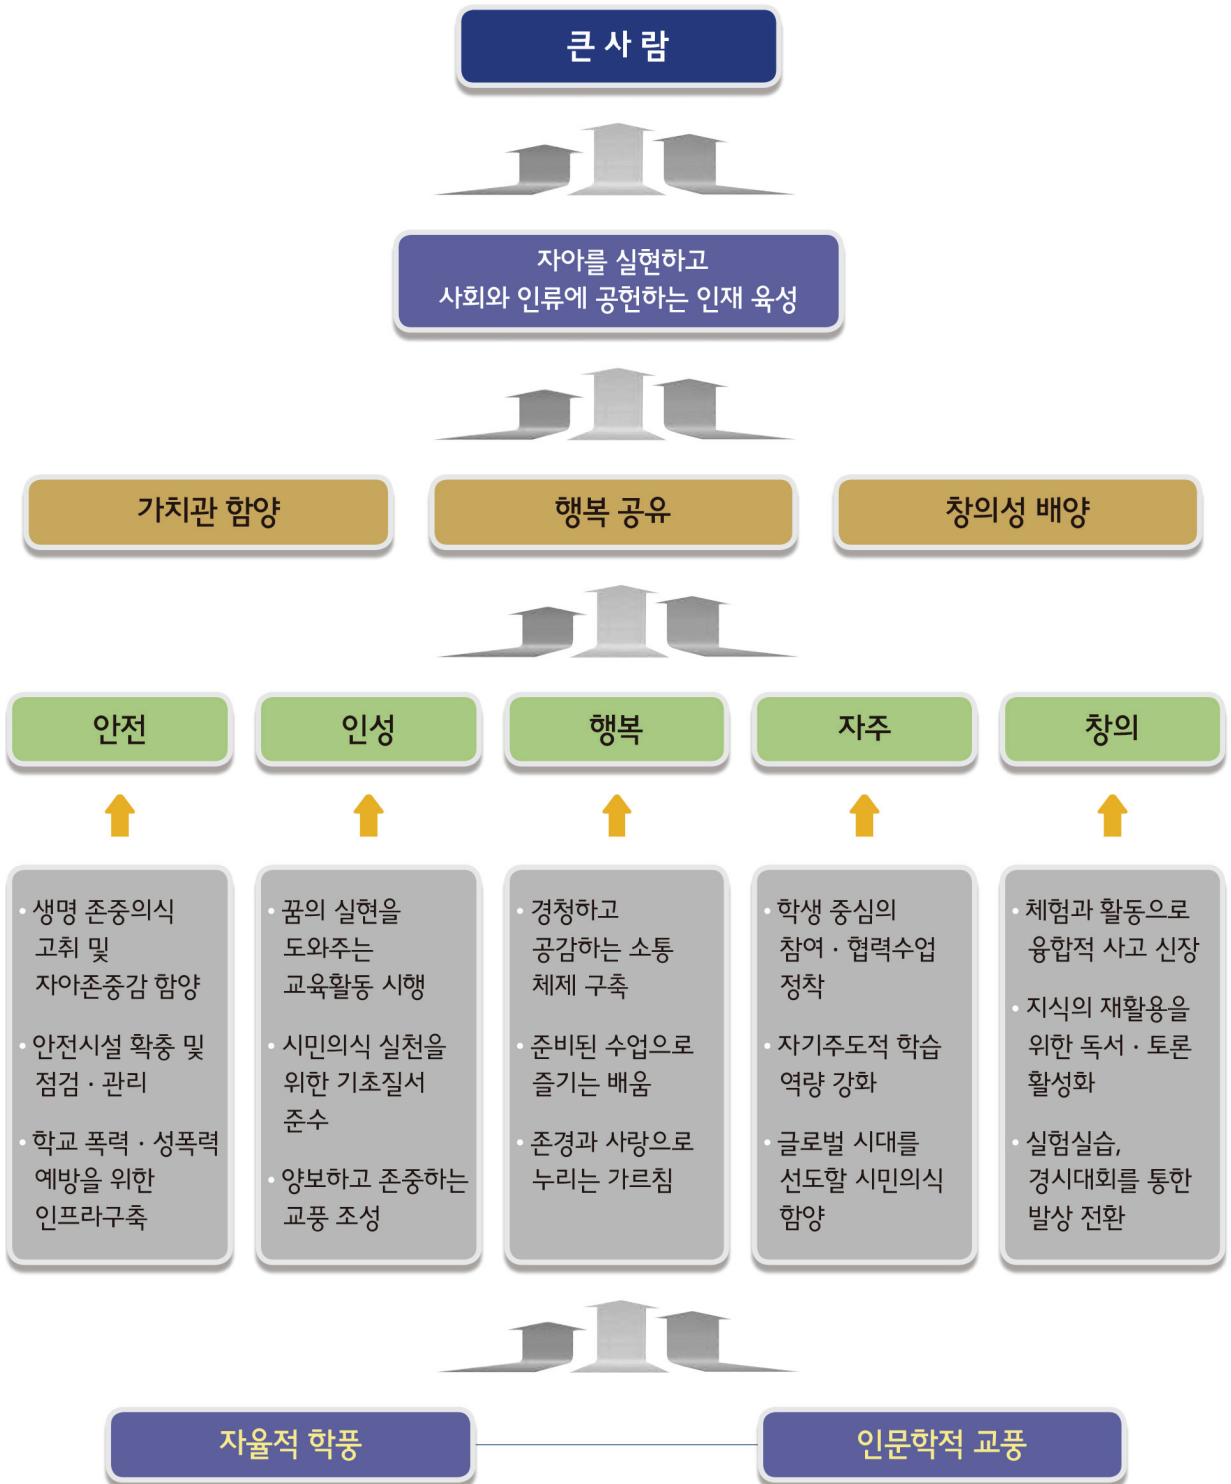 큰 사 람
자아를 실현하고
사회와 인류에 공헌하는 인재 육성
가치관 함양
행복 공유
창의성 배양
안전
인성
행복
자주
창의
• 생명 존중의식
고취 및
자아존중감 함양
• 안전시설 확충 및
점검 · 관리
• 학교 폭력 · 성폭력
예방을 위한
인프라구축
• 꿈의 실현을
도와주는
교육활동 시행
• 시민의식 실천을
위한 기초질서
준수
• 양보하고 존중하는
교풍 조성
• 경청하고
공감하는 소통
체제 구축
• 준비된 수업으로
즐기는 배움
• 존경과 사랑으로
누리는 가르침
• 학생 중심의
참여 · 협력수업
정착
• 자기주도적 학습
역량 강화
• 글로벌 시대를
선도할 시민의식
함양
• 체험과 활동으로
융합적 사고 신장
• 지식의 재활용을
위한 독서 · 토론
활성화
• 실험실습,
경시대회를 통한
발상 전환
자율적 학풍
인문학적 교풍